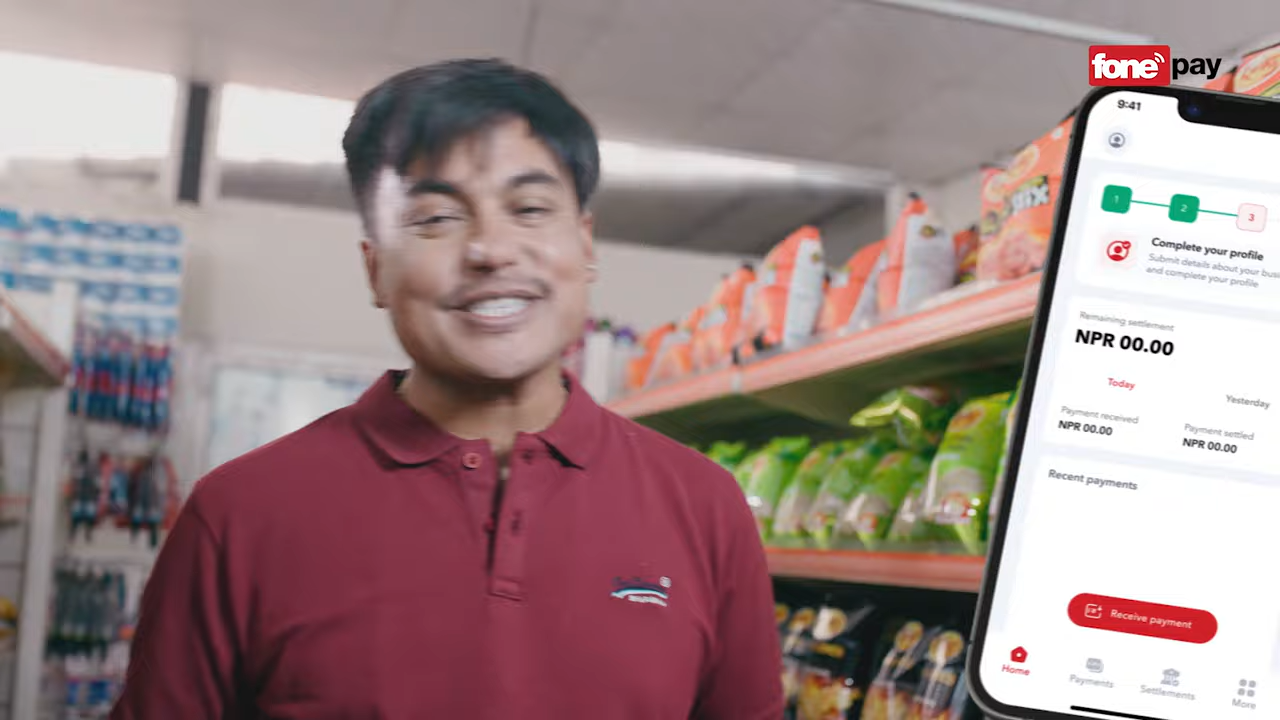 fone pay
9:41
1 2 3
Complete your profile
Submit details about your bus
and complete your profile
Remaining settlement
NPR 00.00
Today Yesterday
Payment received Payment settled
NPR 00.00 NPR 00.00
Recent payments
Receive payment
Home Payments Settlements More